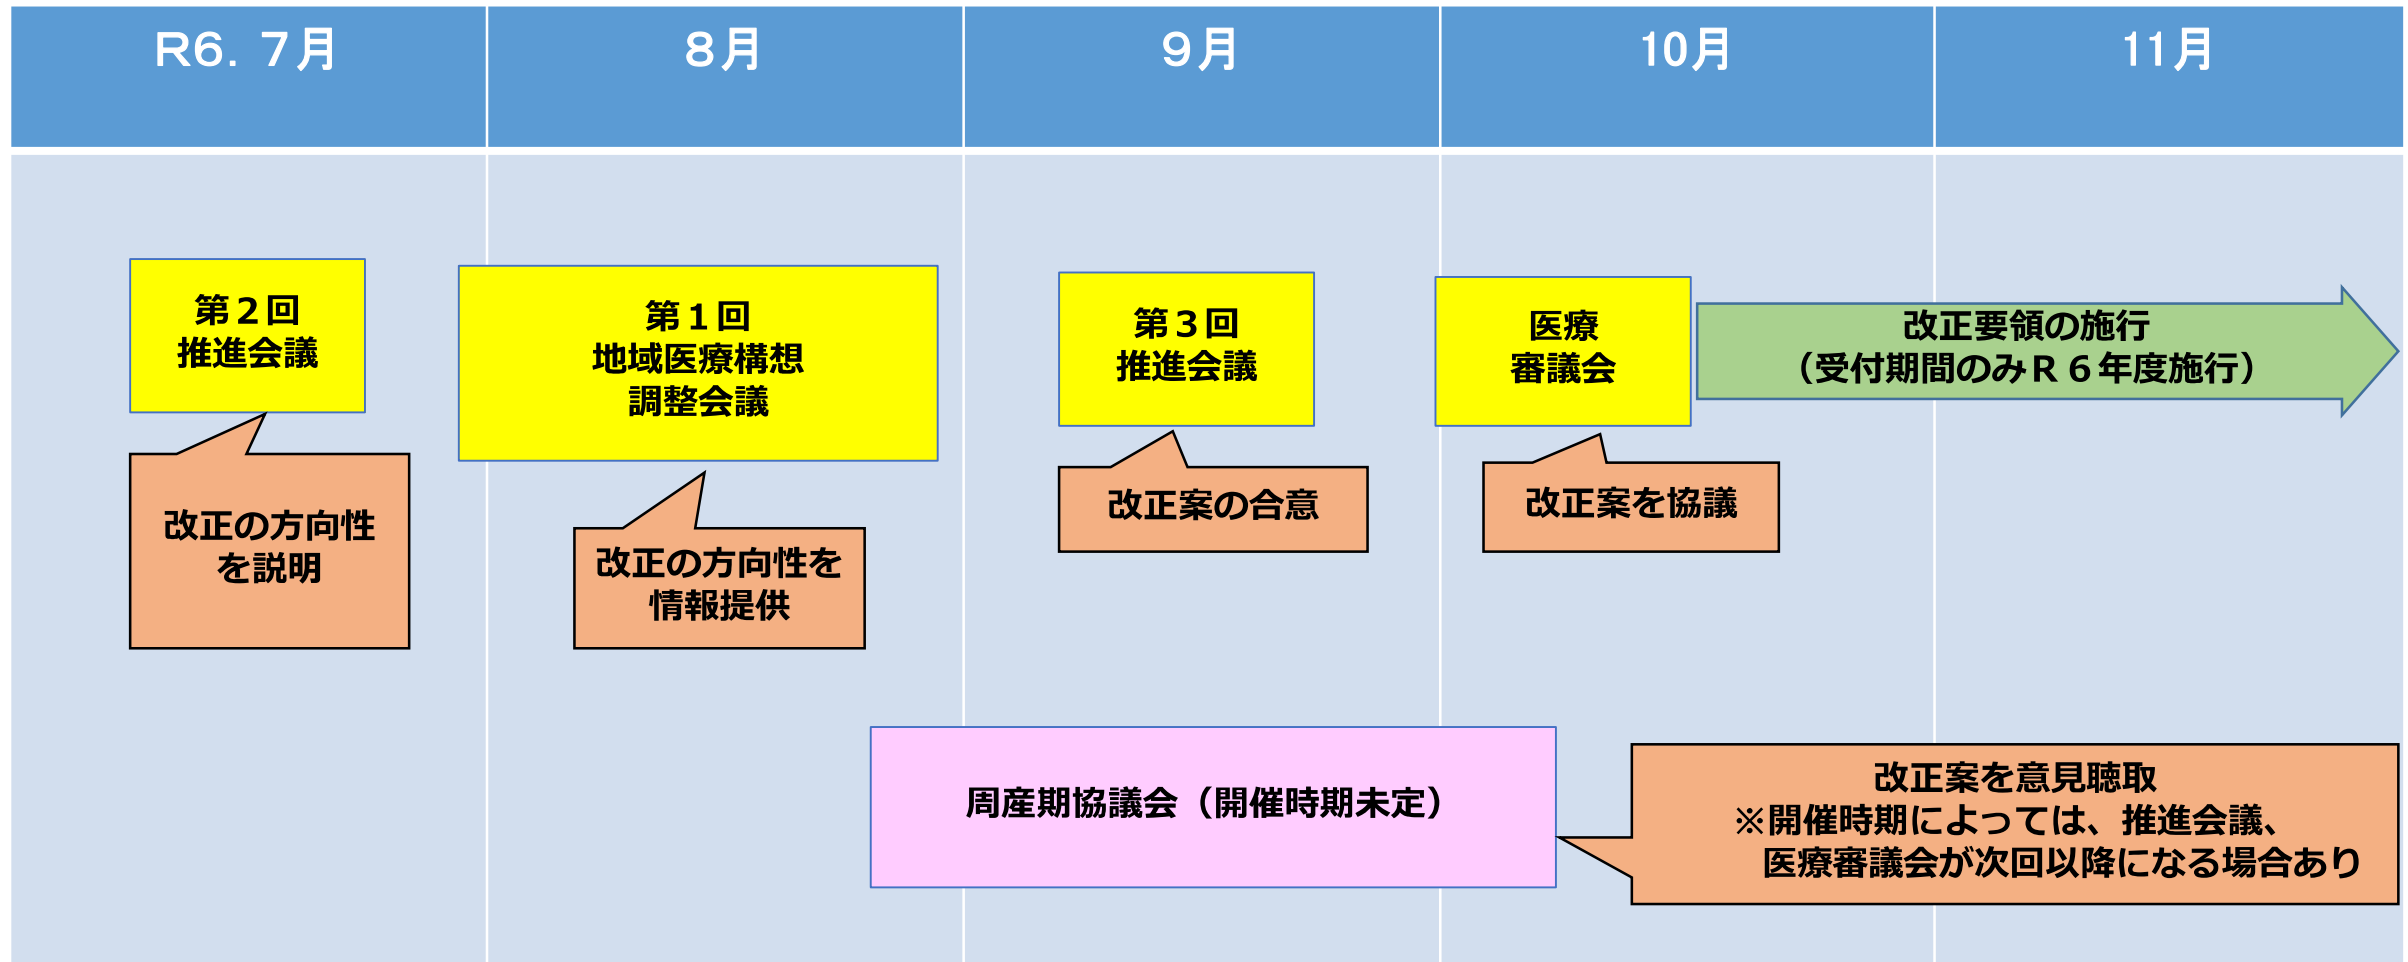 R6．７月
８月
９月
10月
11月
第２回
推進会議
第１回
地域医療構想
調整会議
第３回
推進会議
医療
審議会
改正要領の施行
（受付期間のみＲ６年度施行）
改正の方向性
を説明
改正の方向性を
情報提供
改正案の合意
改正案を協議
周産期協議会（開催時期未定）
改正案を意見聴取
※開催時期によっては、推進会議、
医療審議会が次回以降になる場合あり